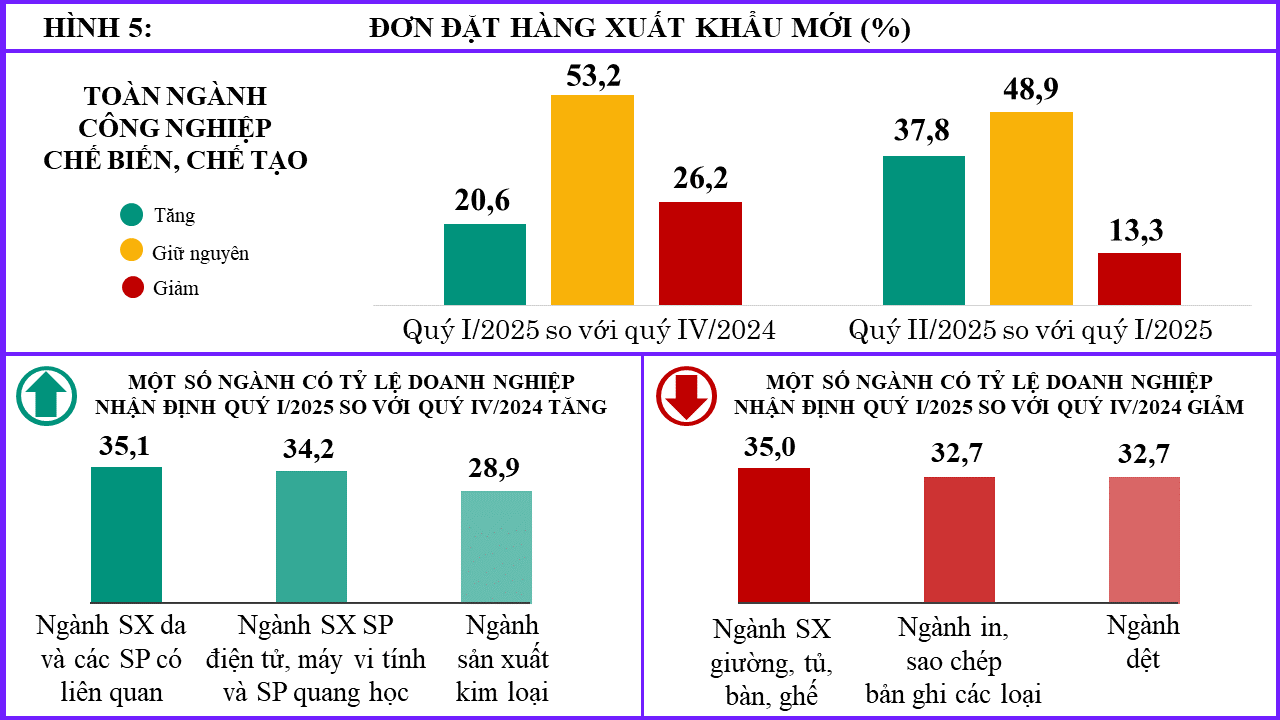 HÌNH 5:
ĐƠN ĐẶT HÀNG XUẤT KHẨU MỚI (%)
TOÀN NGÀNH
CÔNG NGHIỆP
CHẾ BIẾN, CHẾ TẠO
Tăng
Giữ nguyên
Giảm
20,6
53,2
26,2
37,8
48,9
13,3
Quý I/2025 so với quý IV/2024
Quý II/2025 so với quý I/2025
MỘT SỐ NGÀNH CÓ TỶ LỆ DOANH NGHIỆP
NHẬN ĐỊNH QUÝ I/2025 SO VỚI QUÝ IV/2024 TĂNG
35,1
34,2
28,9
Ngành SX da
và các SP có
liên quan
Ngành SX SP
điện tử, máy vi tính
và SP quang học
Ngành
sản xuất
kim loại
MỘT SỐ NGÀNH CÓ TỶ LỆ DOANH NGHIỆP
NHẬN ĐỊNH QUÝ I/2025 SO VỚI QUÝ IV/2024 GIẢM
35,0
32,7
32,7
Ngành SX
giường, tủ,
bàn, ghế
Ngành in,
sao chép
bản ghi các loại
Ngành
dệt